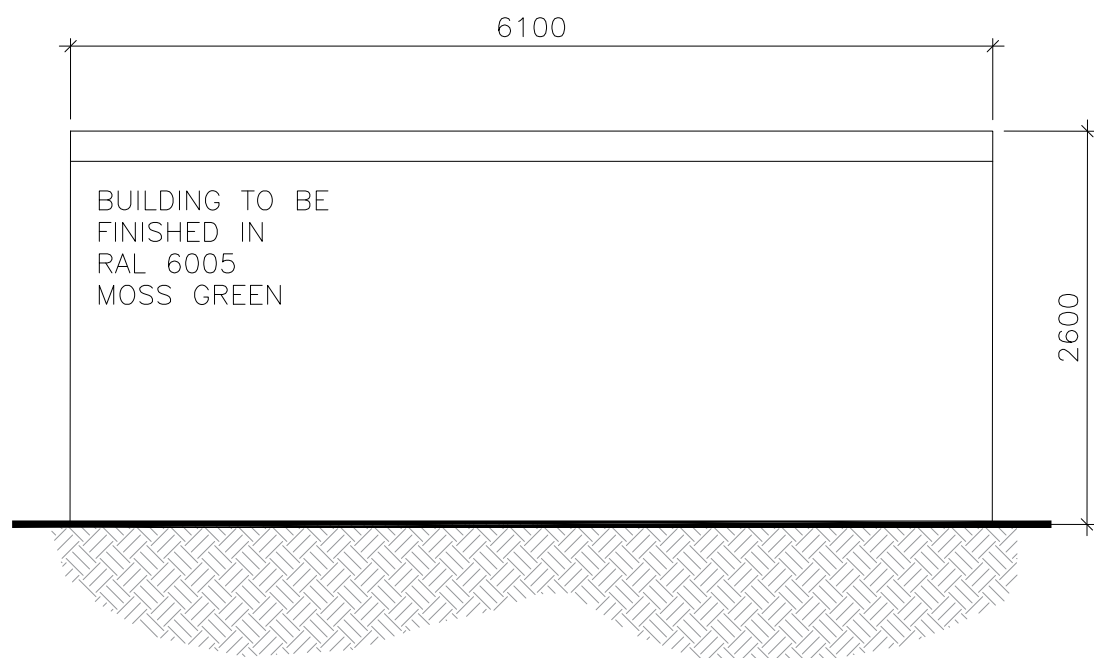 6100
BUILDING TO BE
FINISHED IN
RAL 6005
MOSS GREEN
2600